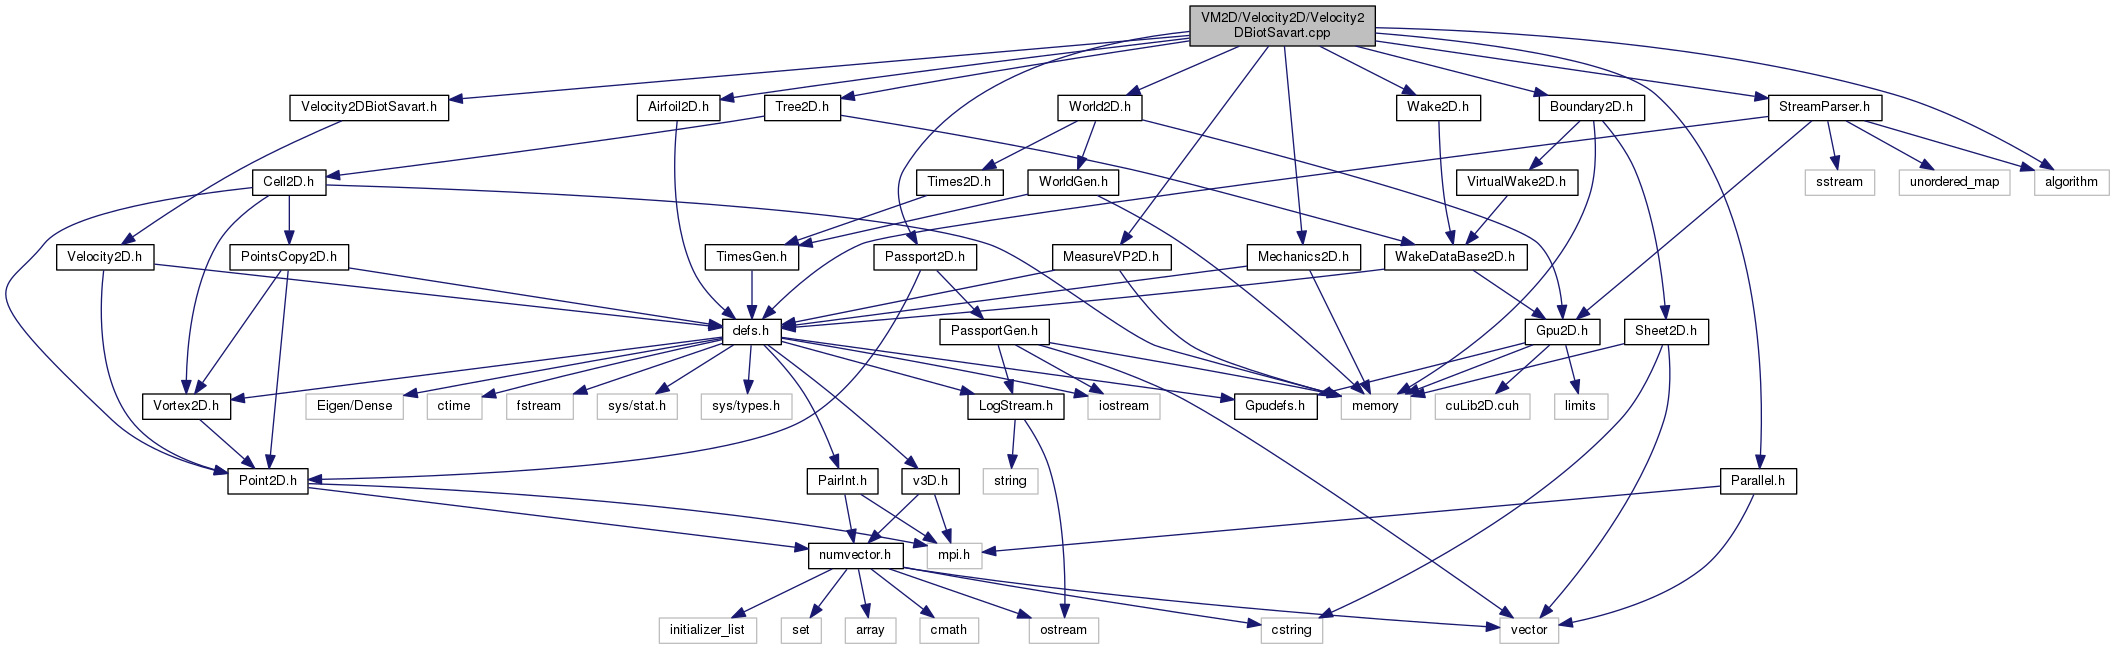 VM2D/Velocity2D/Velocity2
DBiotSavart.cpp
Velocity2DBiotSavart.h
Airfoil2D.h
Tree2D.h
World2D.h
Wake2D.h
Boundary2D.h
StreamParser.h
Cell2D.h
Times2D.h
WorldGen.h
VirtualWake2D.h
sstream
unordered_map
algorithm
Velocity2D.h
PointsCopy2D.h
TimesGen.h
Passport2D.h
MeasureVP2D.h
Mechanics2D.h
WakeDataBase2D.h
defs.h
PassportGen.h
Gpu2D.h
Sheet2D.h
Vortex2D.h
Eigen/Dense
ctime
fstream
sys/stat.h
sys/types.h
LogStream.h
iostream
Gpudefs.h
memory
cuLib2D.cuh
limits
Point2D.h
PairInt.h
v3D.h
string
Parallel.h
numvector.h
mpi.h
initializer_list
set
array
cmath
ostream
cstring
vector